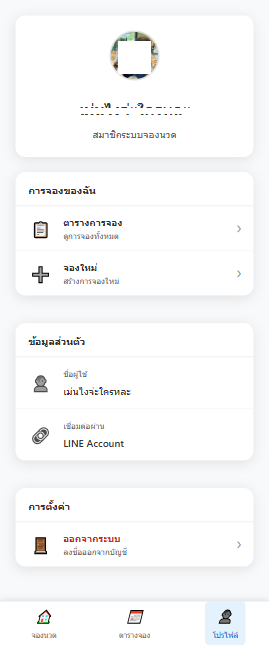 สมาชิกระบบจองนวด
การจองของฉัน
ตารางการจอง
ดูการจองทั้งหมด
จองใหม่
สร้างการจองใหม่
ข้อมูลส่วนตัว
ชื่อผู้ใช้
เม่นไงจะใครหละ
เชื่อมต่อผ่าน
LINE Account
การตั้งค่า
ออกจากระบบ
ลงชื่อออกจากบัญชี
จองนวด
ตารางจอง
โปรไฟล์